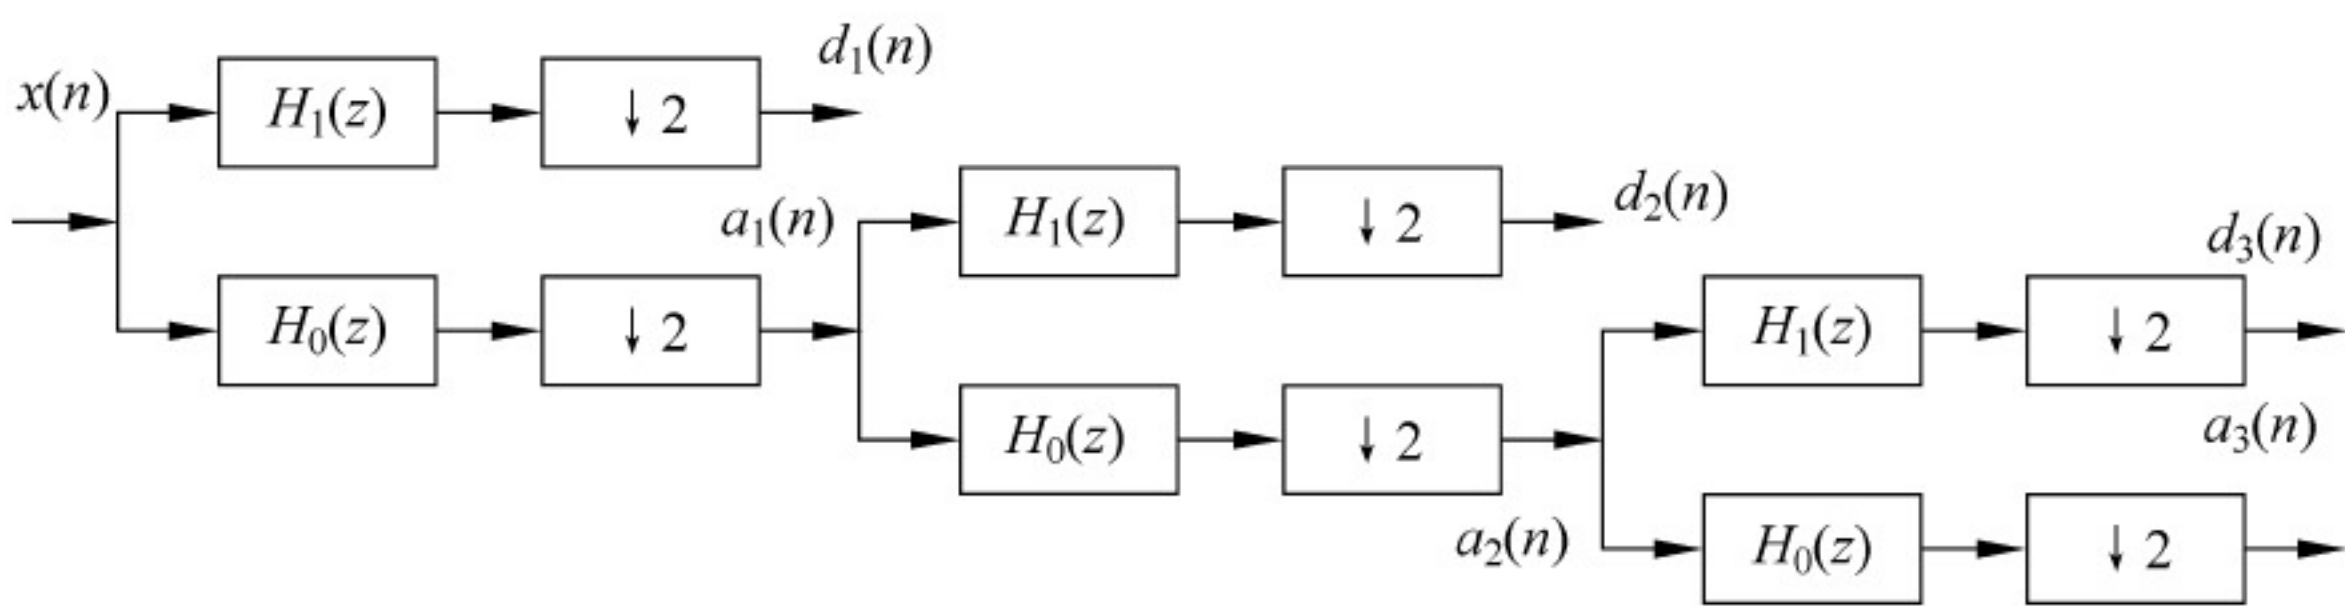 d₁(n)
x(n)
H₁(z)
↓ 2
a₁(n)
H₀(z)
↓ 2
H₁(z)
↓ 2
d₂(n)
H₀(z)
↓ 2
a₂(n)
H₁(z)
↓ 2
d₃(n)
a₃(n)
H₀(z)
↓ 2